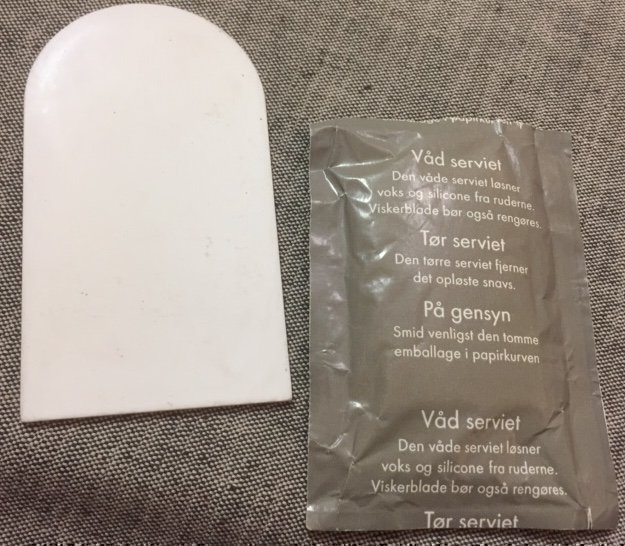 papirkurven
Våd serviet
Den våde serviet løsner
voks og silicone fra ruderne.
Viskerblade bør også rengøres.
Tør serviet
Den tørre serviet fjerner
det opløste snavs.
På gensyn
Smid venligst den tomme
emballage i papirkurven
Våd serviet
Den våde serviet løsner
voks og silicone fra ruderne.
Viskerblade bør også rengøres.
Tør serviet